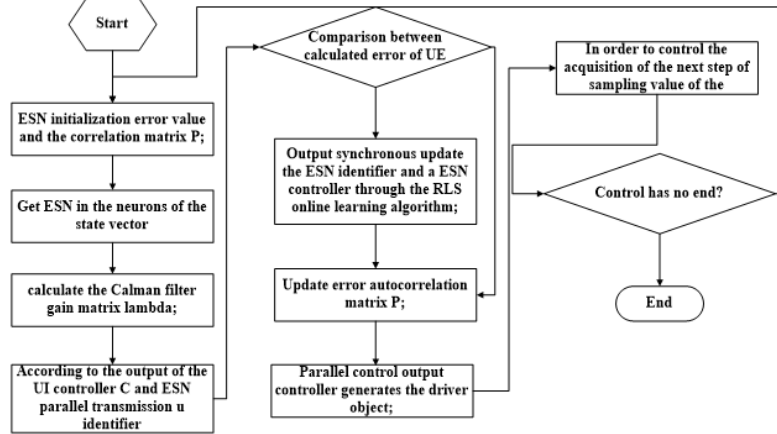 Start
ESN initialization error value
and the correlation matrix P;
Get ESN in the neurons of the
state vector
calculate the Calman filter
gain matrix lambda;
According to the output of the
UI controller C and ESN
parallel transmission u
identifier
Comparison between
calculated error of UE
Output synchronous update
the ESN identifier and a ESN
controller through the RLS
online learning algorithm;
Update error autocorrelation
matrix P;
Parallel control output
controller generates the driver
object;
In order to control the
acquisition of the next step of
sampling value of the
Control has no end?
End